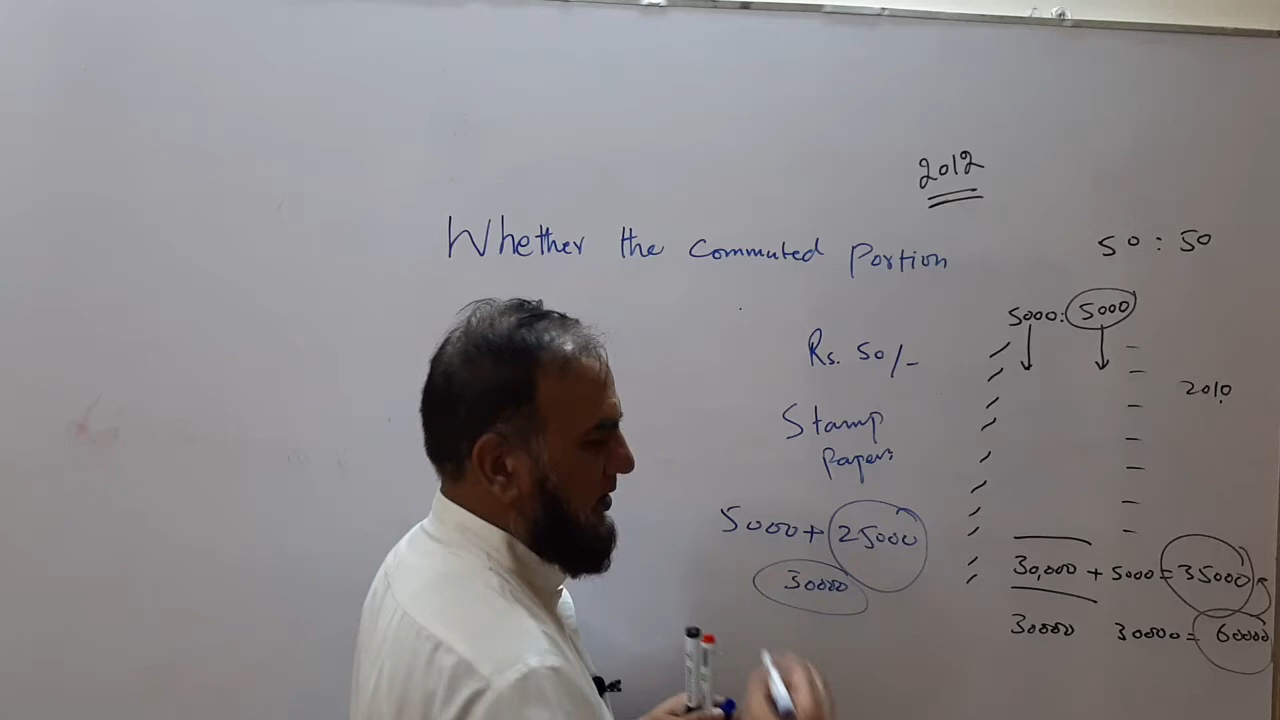 2012
Whether the commuted Portion
50 : 50
5000: 5000
Rs. 50/-
2010
Stamp
Paper:
5000+ 25000
30000
30,000 + 5000 = 35000
30000 30000 = 60000